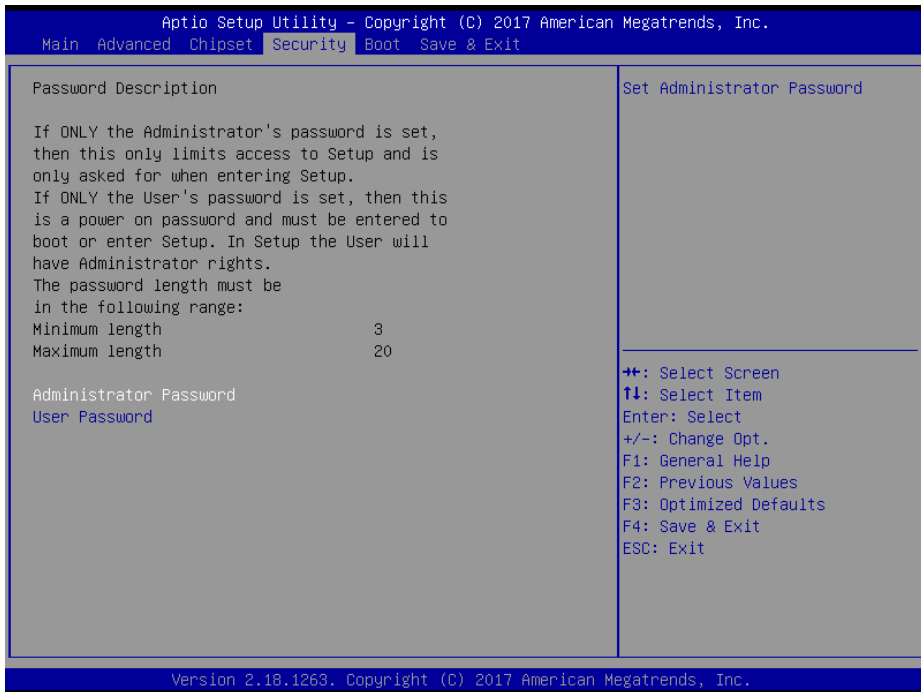 Aptio Setup Utility – Copyright (C) 2017 American Megatrends, Inc.
Main Advanced Chipset Security Boot Save & Exit
Password Description
If ONLY the Administrator's password is set,
then this only limits access to Setup and is
only asked for when entering Setup.
If ONLY the User's password is set, then this
is a power on password and must be entered to
boot or enter Setup. In Setup the User will
have Administrator rights.
The password length must be
in the following range:
Minimum length 3
Maximum length 20
Administrator Password
User Password
Set Administrator Password
→←: Select Screen
↑↓: Select Item
Enter: Select
+/-: Change Opt.
F1: General Help
F2: Previous Values
F3: Optimized Defaults
F4: Save & Exit
ESC: Exit
Version 2.18.1263. Copyright (C) 2017 American Megatrends, Inc.